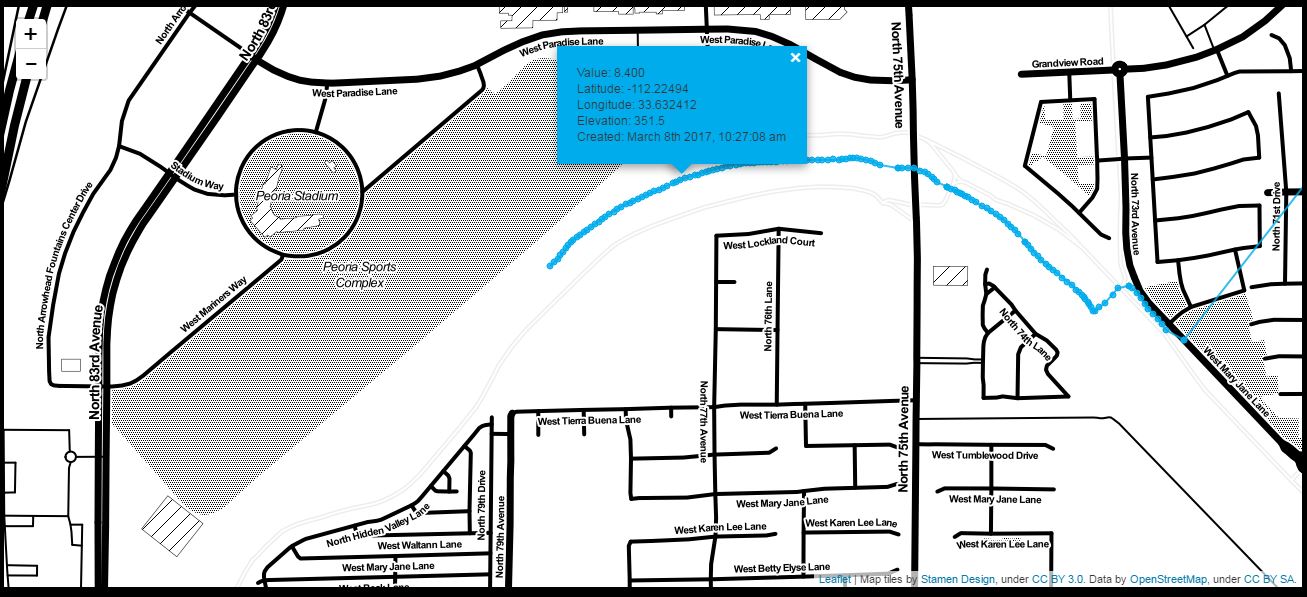 +
−
North Arro
North 83rd
West Paradise Lane
West Paradise Lane
West Paradise L
×
Value: 8.400
Latitude: -112.22494
Longitude: 33.632412
Elevation: 351.5
Created: March 8th 2017, 10:27:08 am
North 75th Avenue
Grandview Road
Stadium Way
Peoria Stadium
North Arrowhead Fountains Center Drive
North 73rd Avenue
North 71st Drive
West Lockland Court
Peoria Sports
Complex
West Mariners Way
North 76th Lane
North 74th Lane
North 83rd Avenue
West Mary Jane Lane
North 77th Avenue
North 75th Avenue
West Tierra Buena Lane
West Tierra Buena Lane
West Tumblewood Drive
North 79th Drive
North 79th Avenue
West Mary Jane Lane
West Mary Jane Lane
North Hidden Valley Lane
West Karen Lee Lane
West Karen Lee Lane
West Waltann Lane
West Karen Lee Lane
West Mary Jane Lane
West Betty Elyse Lane
Leaflet | Map tiles by Stamen Design, under CC BY 3.0. Data by OpenStreetMap, under CC BY SA.